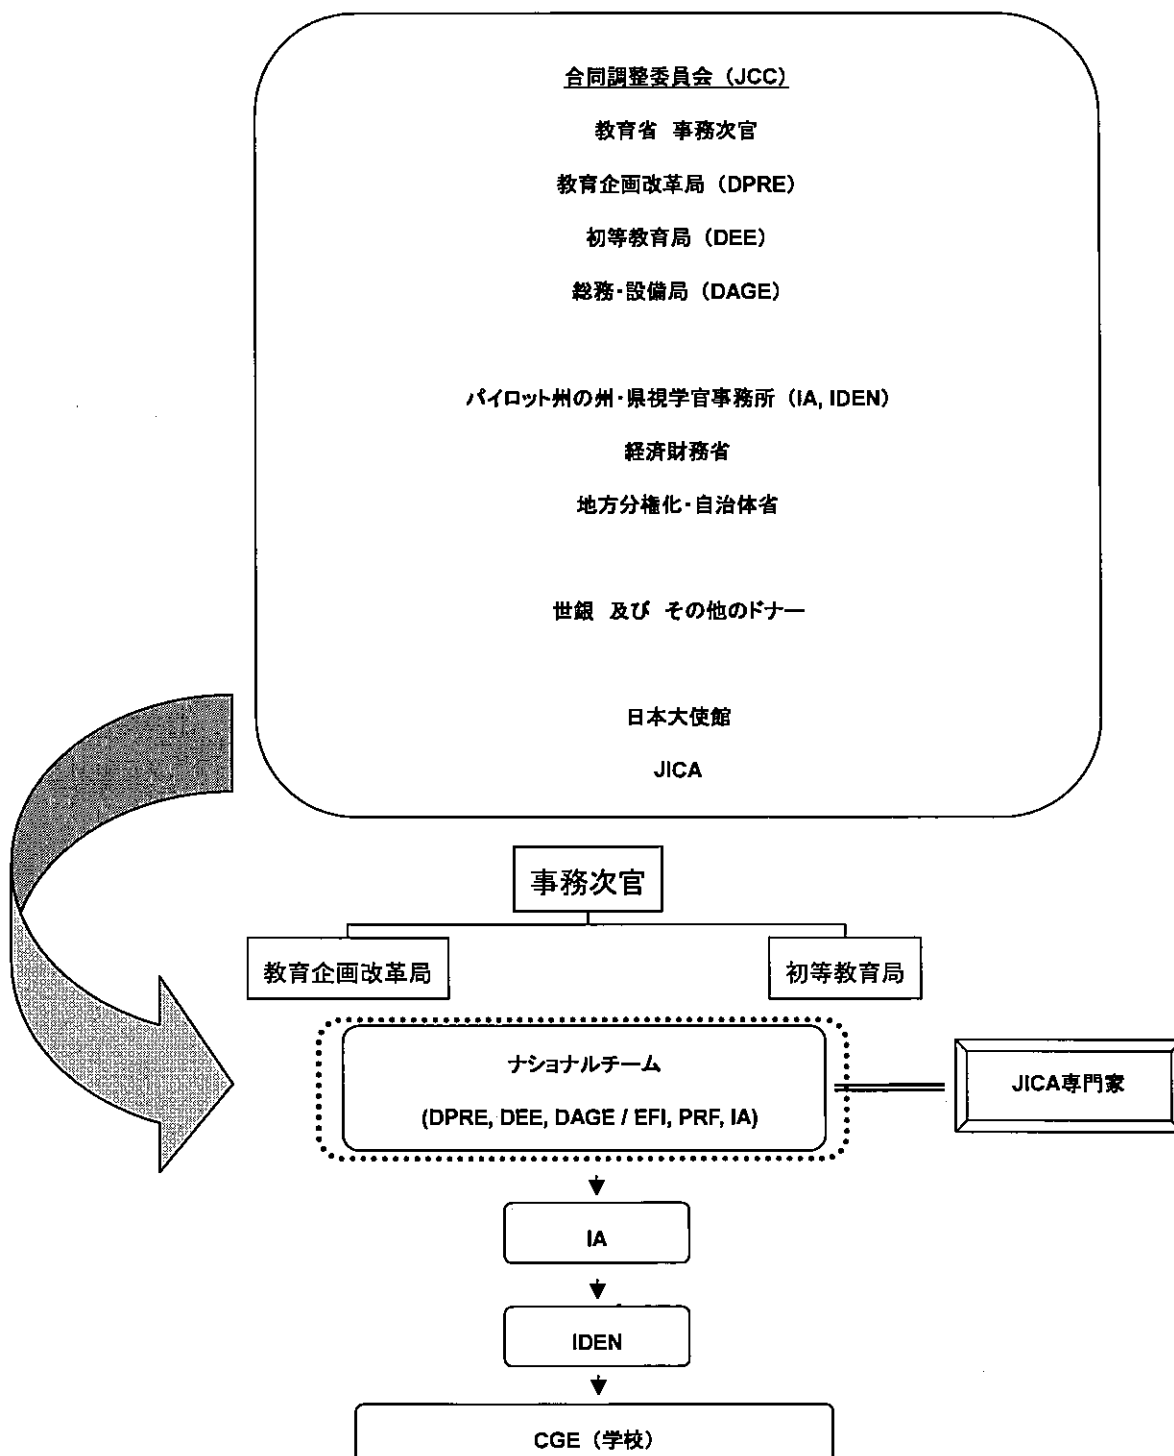 合同調整委員会（JCC）
教育省 事務次官
教育企画改革局（DPRE）
初等教育局（DEE）
総務・設備局（DAGE）
パイロット州の州・県視学官事務所（IA, IDEN）
経済財務省
地方分権化・自治体省
世銀 及び その他のドナー
日本大使館
JICA
事務次官
教育企画改革局
初等教育局
ナショナルチーム
(DPRE, DEE, DAGE / EFI, PRF, IA)
JICA専門家
IA
IDEN
CGE（学校）